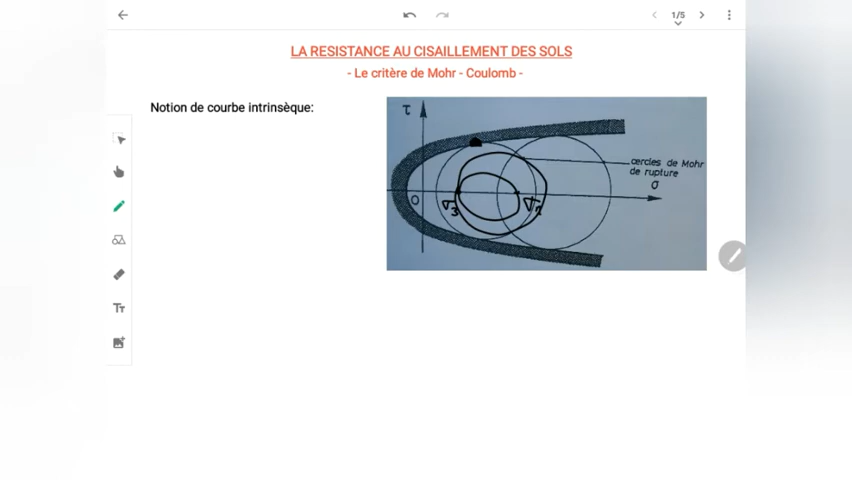 1/5
LA RESISTANCE AU CISAILLEMENT DES SOLS
- Le critère de Mohr - Coulomb -
Notion de courbe intrinsèque:
τ
cercles de Mohr
de rupture
σ
O
σ3
σ1
Tт